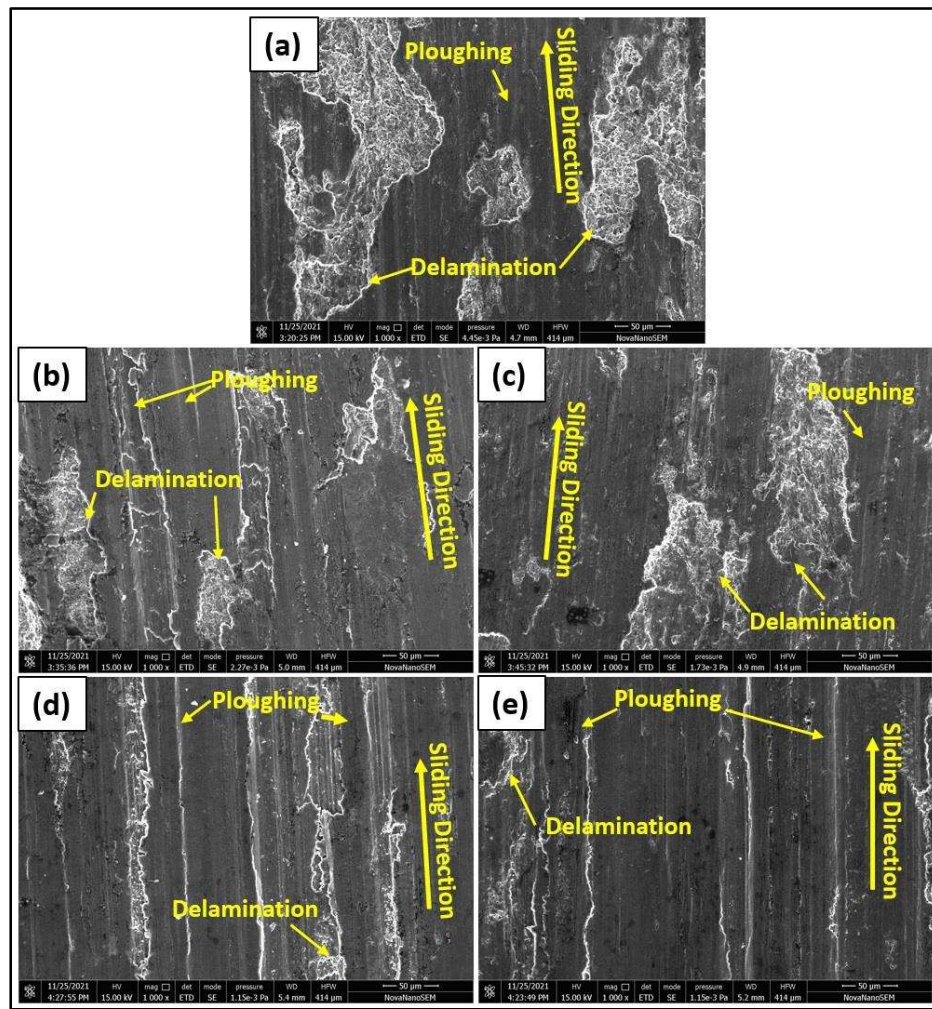 (a)
Ploughing
Sliding Direction
Delamination
11/25/2021 HV mag det mode pressure WD HFW 50 µm
3:20:25 PM 15.00 kV 1 000 x ETD SE 4.45e-3 Pa 4.7 mm 414 µm NovaNanoSEM
(b)
Ploughing
Sliding Direction
Delamination
11/25/2021 HV mag det mode pressure WD HFW 50 µm
3:35:36 PM 15.00 kV 1 000 x ETD SE 2.27e-3 Pa 5.0 mm 414 µm NovaNanoSEM
(c)
Ploughing
Sliding Direction
Delamination
11/25/2021 HV mag det mode pressure WD HFW 50 µm
3:45:32 PM 15.00 kV 1 000 x ETD SE 1.73e-3 Pa 4.9 mm 414 µm NovaNanoSEM
(d)
Ploughing
Sliding Direction
Delamination
11/25/2021 HV mag det mode pressure WD HFW 50 µm
4:27:55 PM 15.00 kV 1 000 x ETD SE 1.15e-3 Pa 5.4 mm 414 µm NovaNanoSEM
(e)
Ploughing
Sliding Direction
Delamination
11/25/2021 HV mag det mode pressure WD HFW 50 µm
4:23:49 PM 15.00 kV 1 000 x ETD SE 1.15e-3 Pa 5.2 mm 414 µm NovaNanoSEM